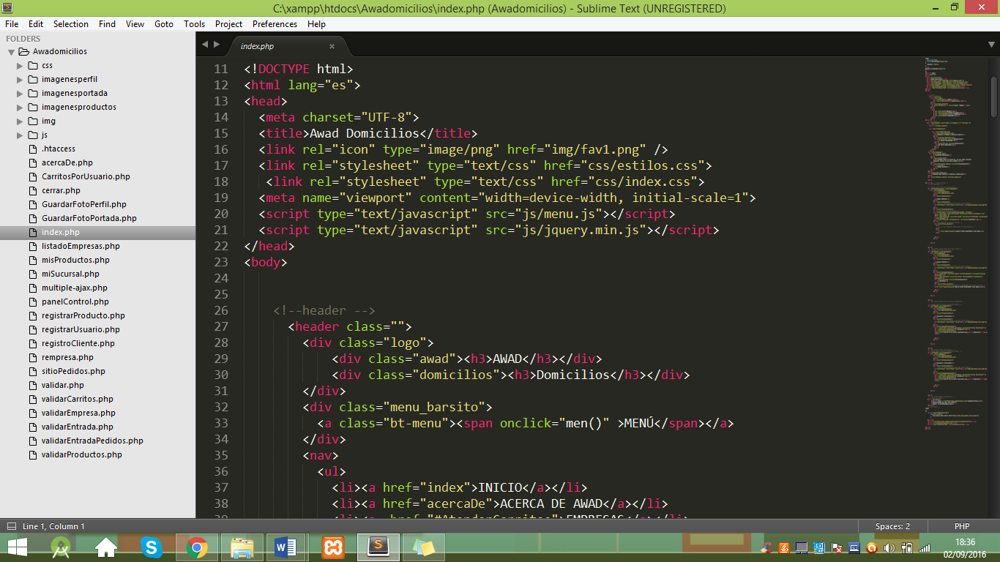 C:\xampp\htdocs\Awadomicilios\index.php (Awadomicilios) - Sublime Text (UNREGISTERED)
File Edit Selection Find View Goto Tools Project Preferences Help
FOLDERS
Awadomicilios
css
imagenesperfil
imagenesportada
imagenesproductos
img
js
.htaccess
acercaDe.php
CarritosPorUsuario.php
cerrar.php
GuardarFotoPerfil.php
GuardarFotoPortada.php
index.php
listadoEmpresas.php
misProductos.php
miSucursal.php
multiple-ajax.php
panelControl.php
registrarProducto.php
registrarUsuario.php
registroCliente.php
rempresa.php
sitioPedidos.php
validar.php
validarCarritos.php
validarEmpresa.php
validarEntrada.php
validarEntradaPedidos.php
validarProductos.php
index.php ×
11 <!DOCTYPE html>
12 <html lang="es">
13 <head>
14 <meta charset="UTF-8">
15 <title>Awad Domicilios</title>
16 <link rel="icon" type="image/png" href="img/fav1.png" />
17 <link rel="stylesheet" type="text/css" href="css/estilos.css">
18 <link rel="stylesheet" type="text/css" href="css/index.css">
19 <meta name="viewport" content="width=device-width, initial-scale=1">
20 <script type="text/javascript" src="js/menu.js"></script>
21 <script type="text/javascript" src="js/jquery.min.js"></script>
22 </head>
23 <body>
24
25
26 <!--header -->
27 <header class="">
28 <div class="logo">
29 <div class="awad"><h3>AWAD</h3></div>
30 <div class="domicilios"><h3>Domicilios</h3></div>
31 </div>
32 <div class="menu_barsito">
33 <a class="bt-menu"><span onclick="men()" >MENÚ</span></a>
34 </div>
35 <nav>
36 <ul>
37 <li><a href="index">INICIO</a></li>
38 <li><a href="acercaDe">ACERCA DE AWAD</a></li>
39 <li><a href="#AtenderCarritos">EMPRESAS</a></li>
Line 1, Column 1
Spaces: 2
PHP
18:36
02/09/2016